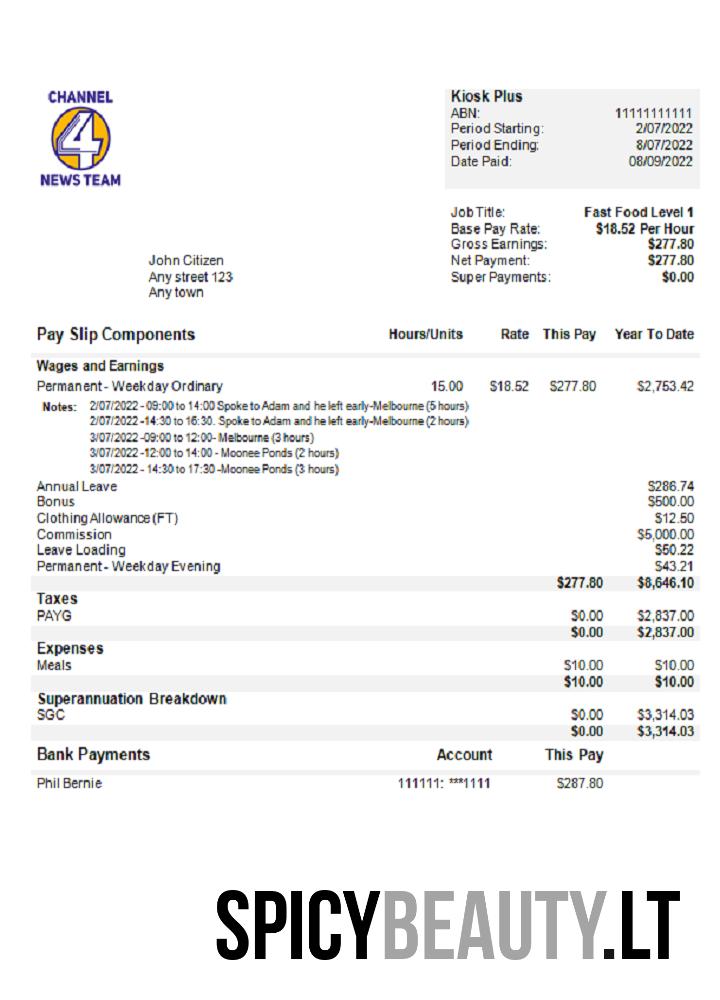 CHANNEL
4
NEWS TEAM
Kiosk Plus
ABN: 11111111111
Period Starting: 2/07/2022
Period Ending: 8/07/2022
Date Paid: 08/09/2022
Job Title: Fast Food Level 1
Base Pay Rate: $18.52 Per Hour
Gross Earnings: $277.80
Net Payment: $277.80
Super Payments: $0.00
John Citizen
Any street 123
Any town
Pay Slip Components Hours/Units Rate This Pay Year To Date
Wages and Earnings
Permanent - Weekday Ordinary 15.00 $18.52 $277.80 $2,753.42
Notes: 2/07/2022 - 09:00 to 14:00 Spoke to Adam and he left early-Melbourne (5 hours)
2/07/2022 -14:30 to 16:30. Spoke to Adam and he left early-Melbourne (2 hours)
3/07/2022 -09:00 to 12:00- Melbourne (3 hours)
3/07/2022 -12:00 to 14:00 - Moonee Ponds (2 hours)
3/07/2022 - 14:30 to 17:30 -Moonee Ponds (3 hours)
Annual Leave $286.74
Bonus $500.00
Clothing Allowance (FT) $12.50
Commission $5,000.00
Leave Loading $50.22
Permanent - Weekday Evening $43.21
$277.80 $8,646.10
Taxes
PAYG $0.00 $2,837.00
$0.00 $2,837.00
Expenses
Meals $10.00 $10.00
$10.00 $10.00
Superannuation Breakdown
SGC $0.00 $3,314.03
$0.00 $3,314.03
Bank Payments Account This Pay
Phil Bernie 111111: ***1111 $287.80
SPICYBEAUTY.LT